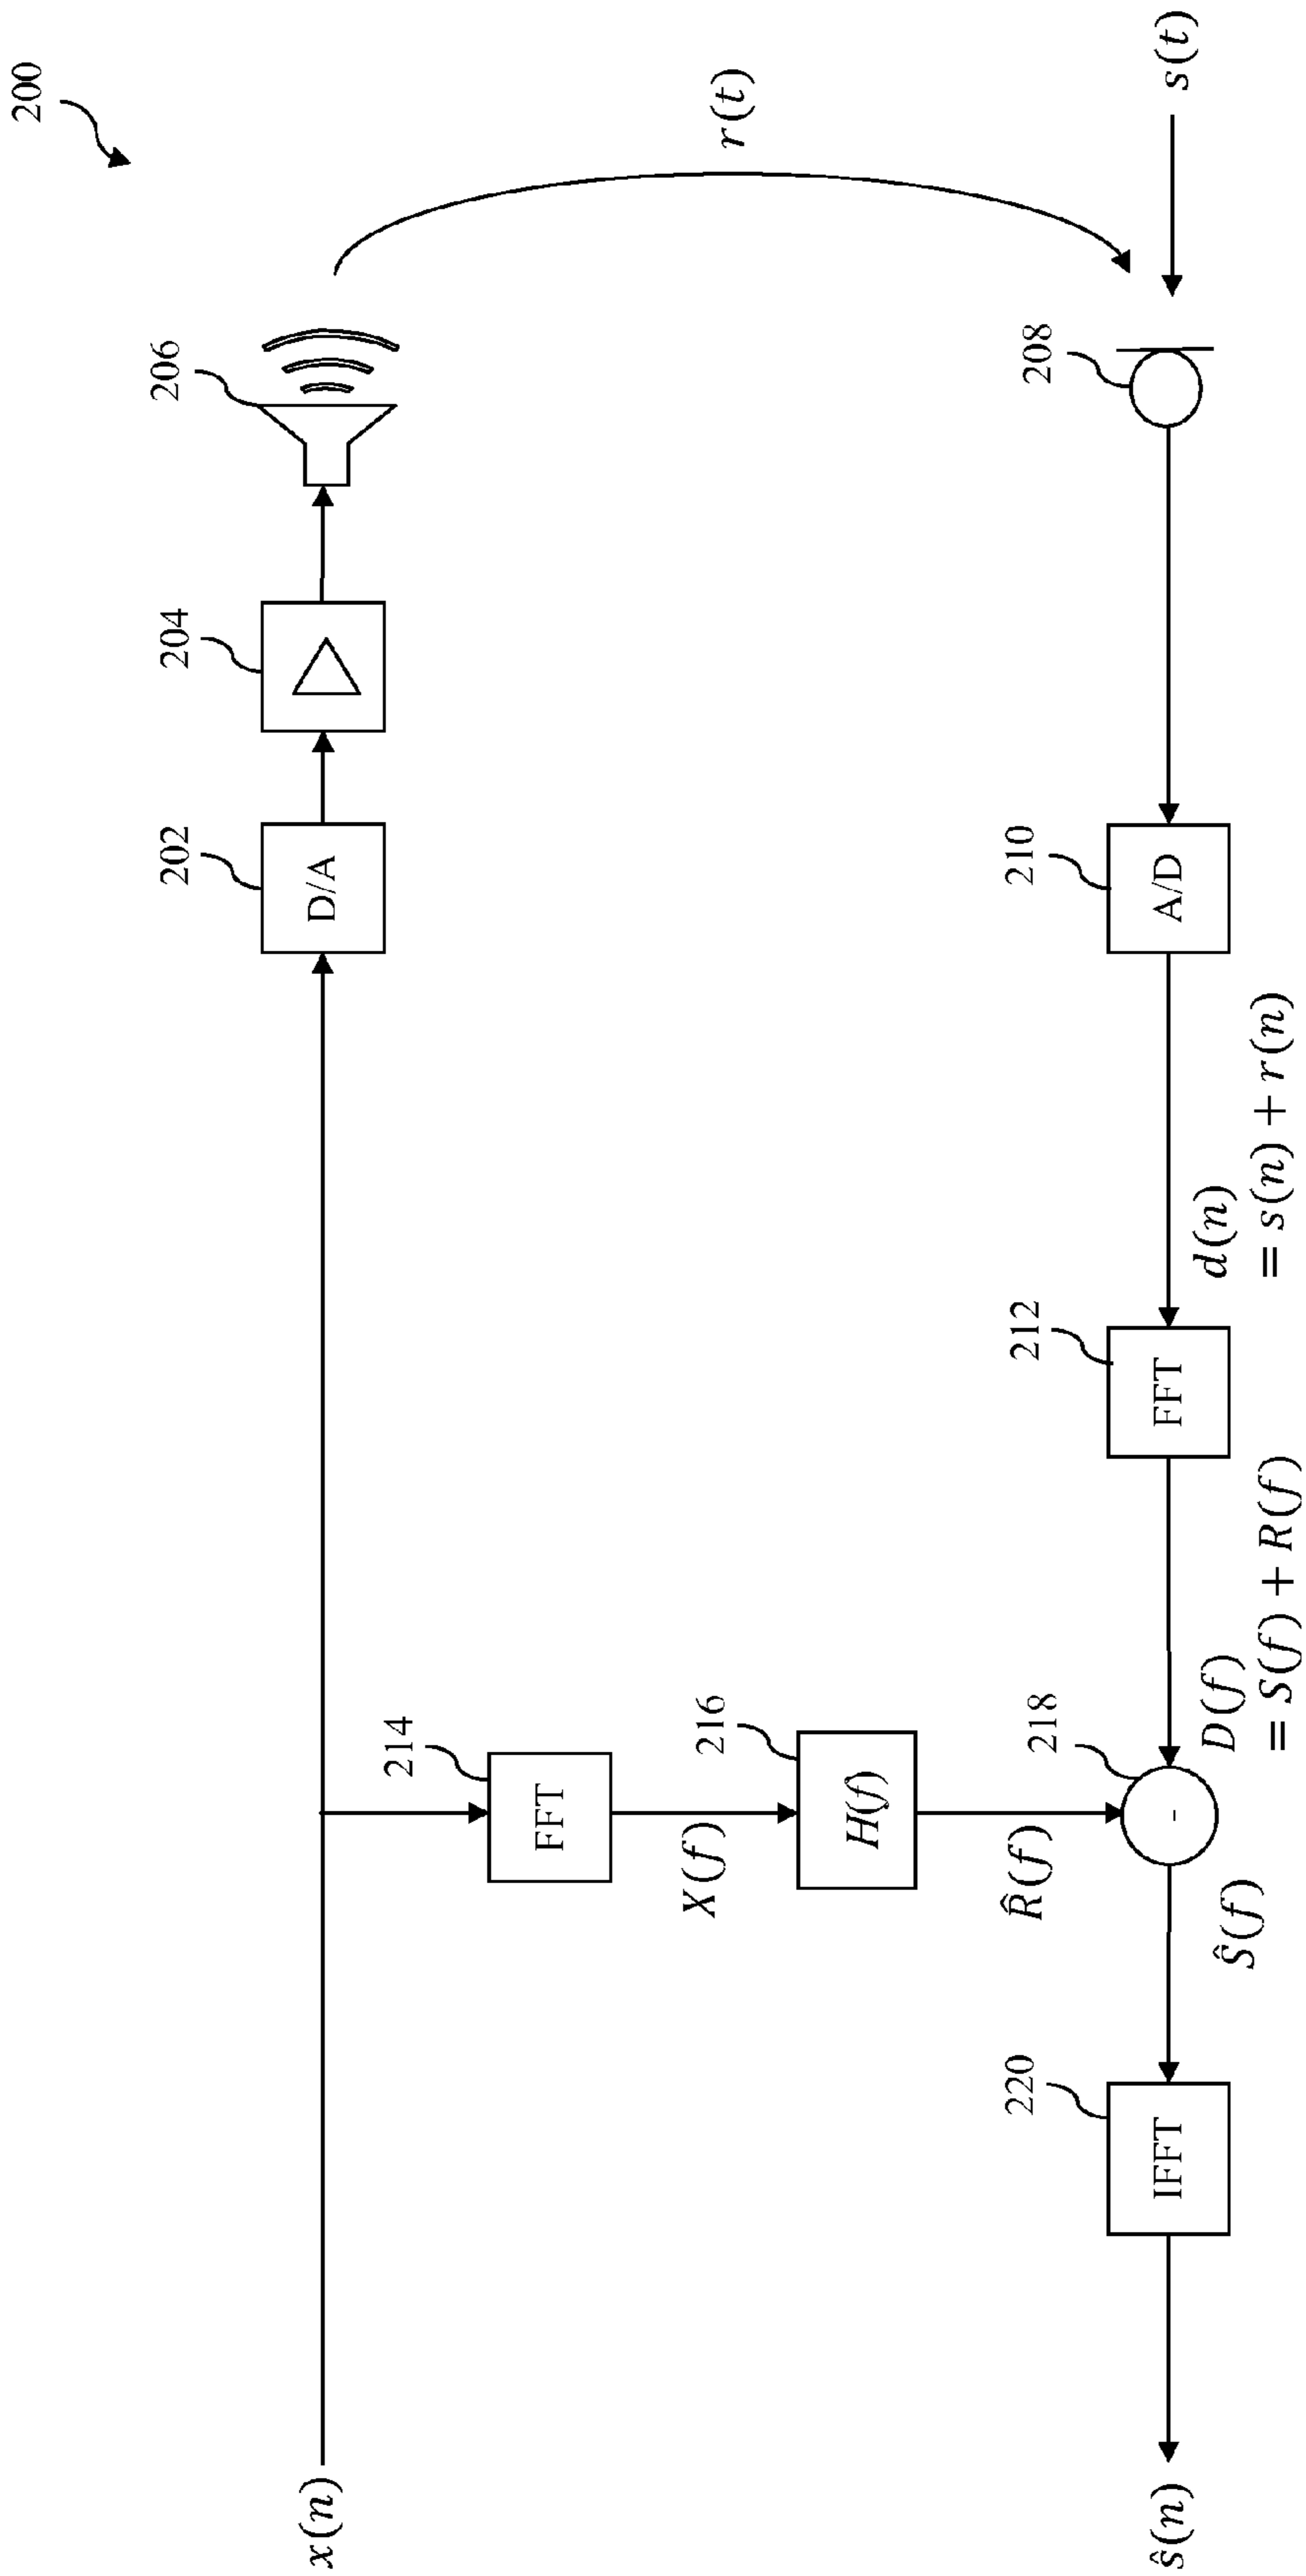 200
206
204
202
x(n)
D/A
r(t)
214
FFT
X(f)
216
H(f)
R̂(f)
208
s(t)
210
A/D
d(n)
= s(n) + r(n)
212
FFT
D(f)
= S(f) + R(f)
218
-
Ŝ(f)
220
IFFT
ŝ(n)